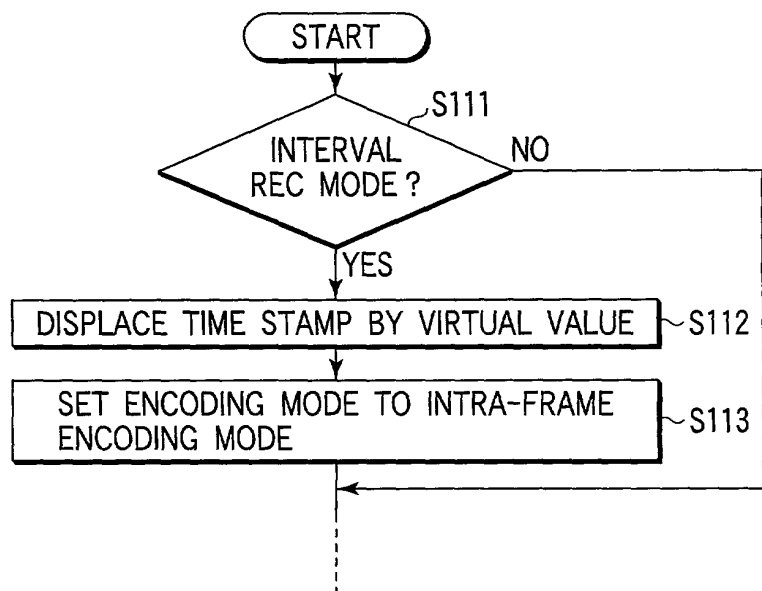 START
S111
INTERVAL
REC MODE?
NO
YES
DISPLACE TIME STAMP BY VIRTUAL VALUE
S112
SET ENCODING MODE TO INTRA-FRAME
ENCODING MODE
S113